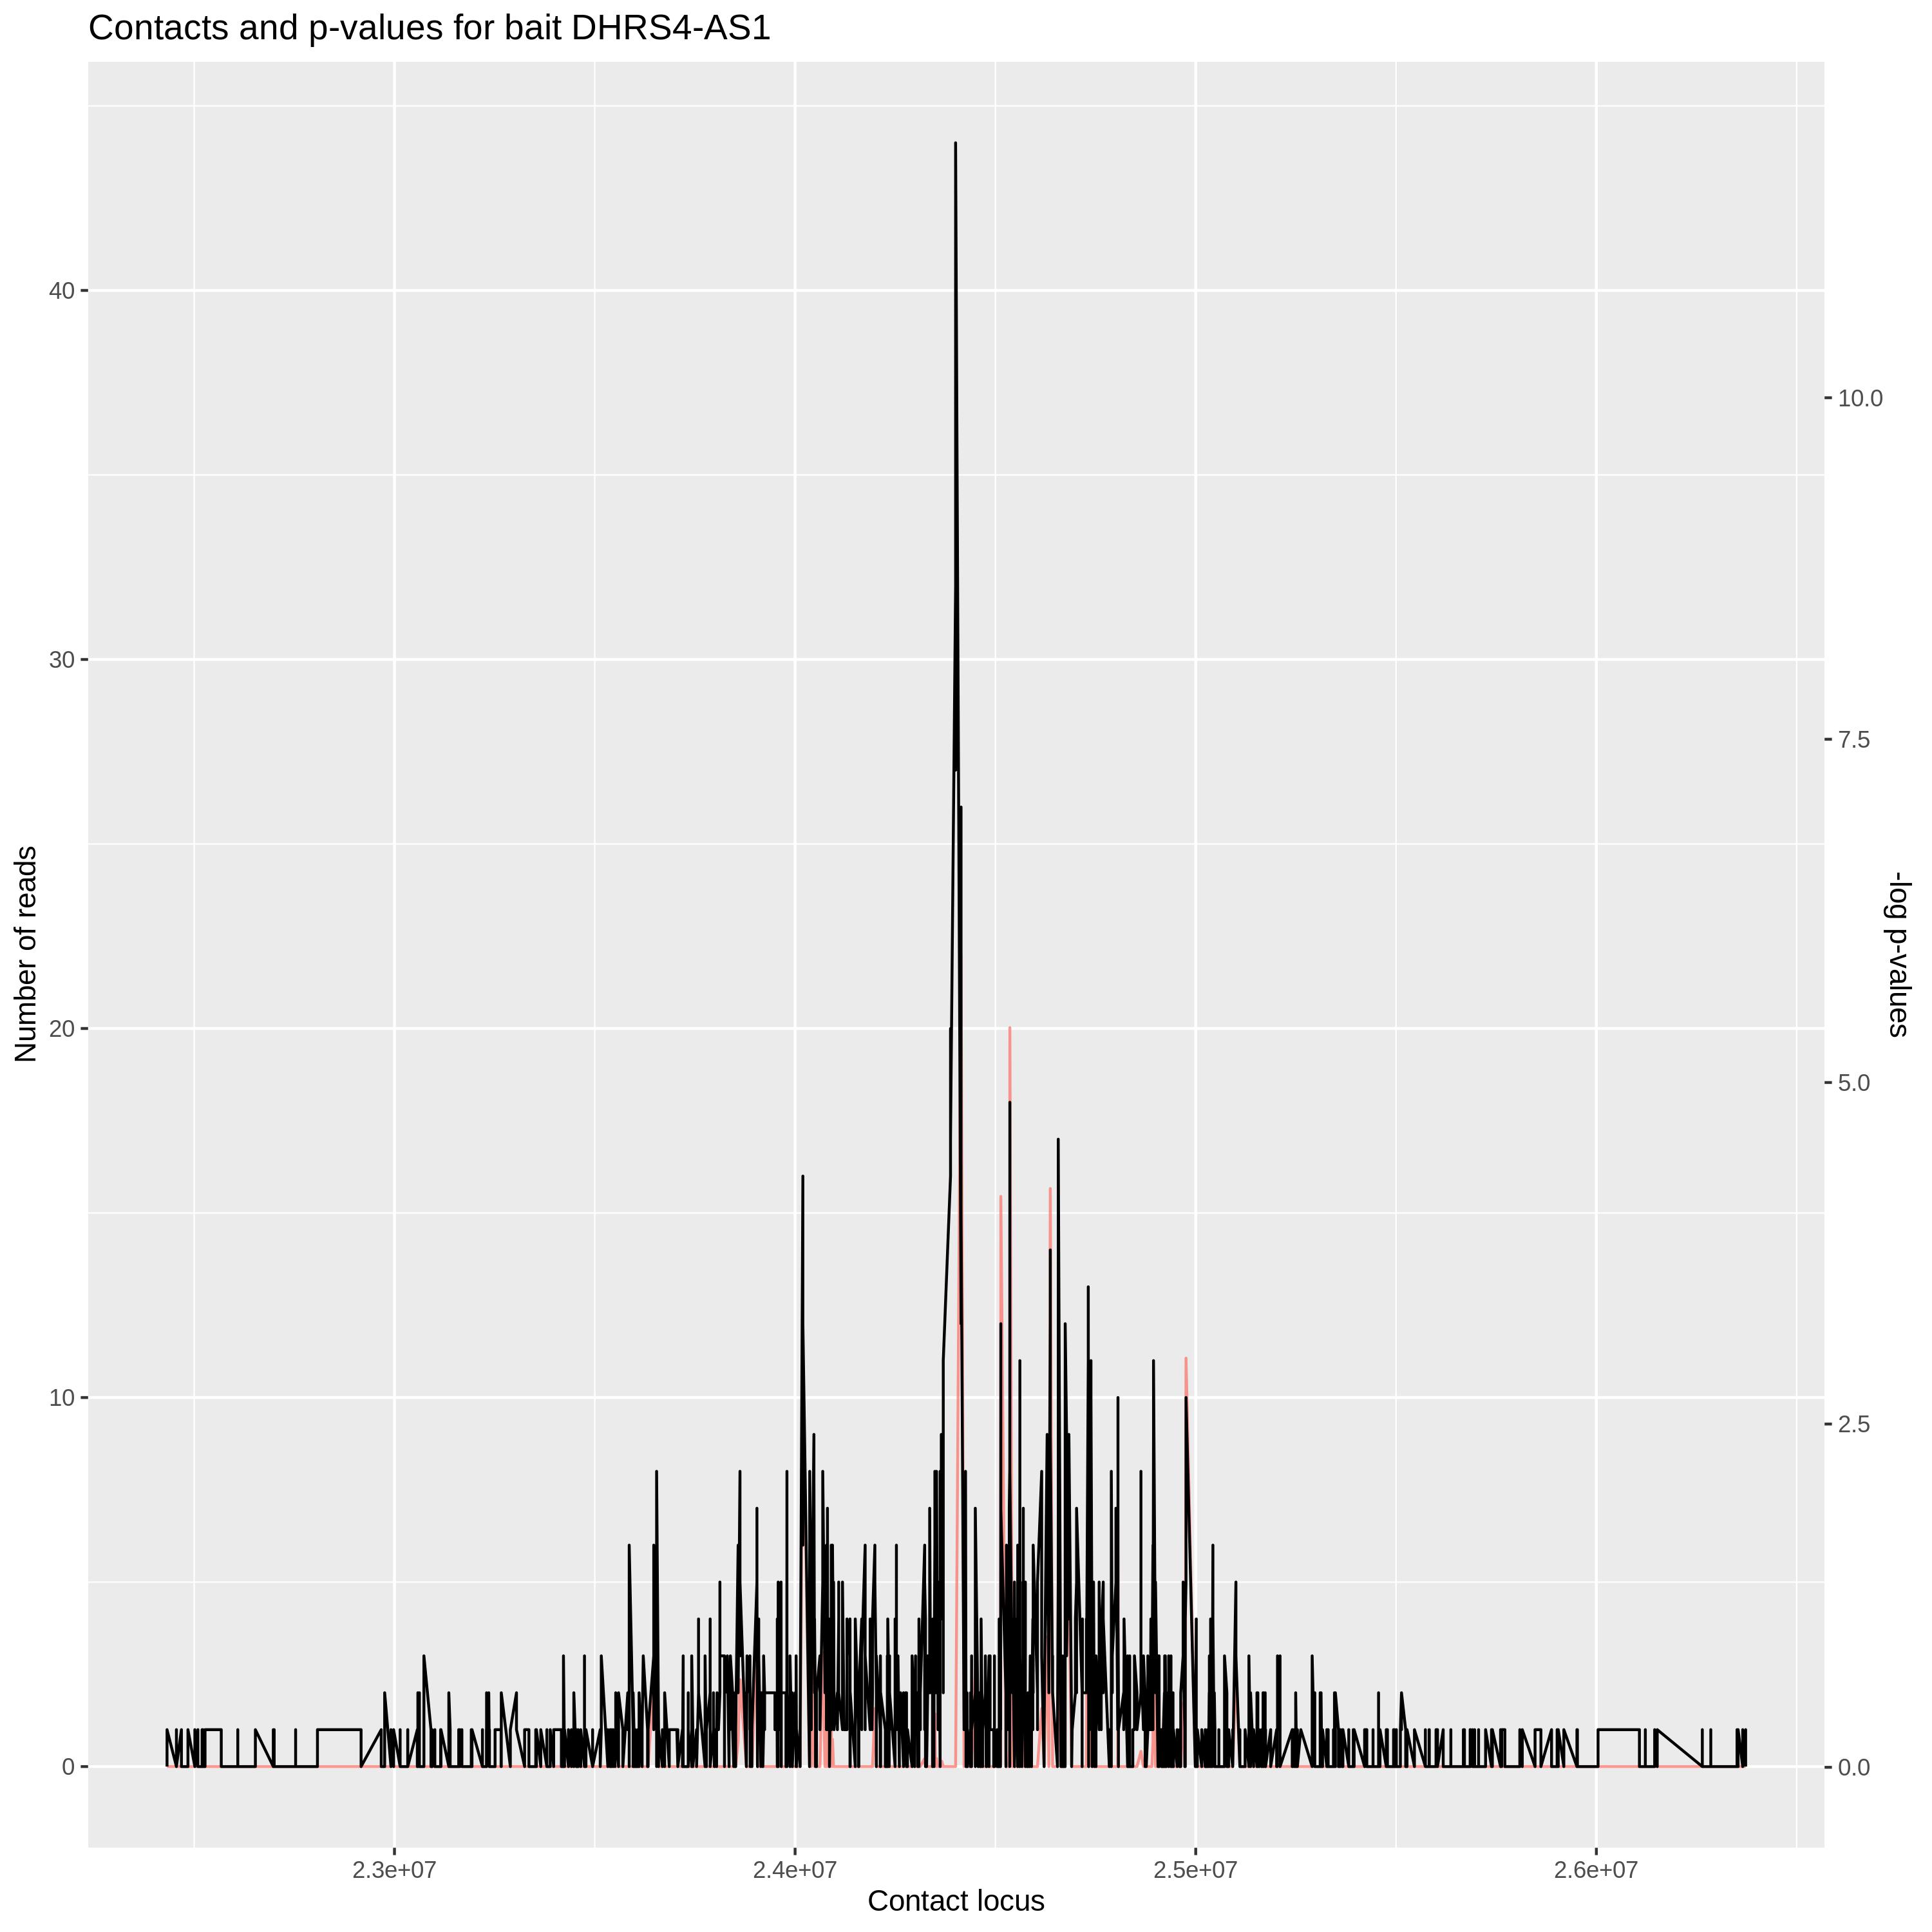 Contacts and p-values for bait DHRS4-AS1
40
30
20
10
0
Number of reads
10.0
7.5
5.0
2.5
0.0
-log p-values
2.3e+07
2.4e+07
2.5e+07
2.6e+07
Contact locus